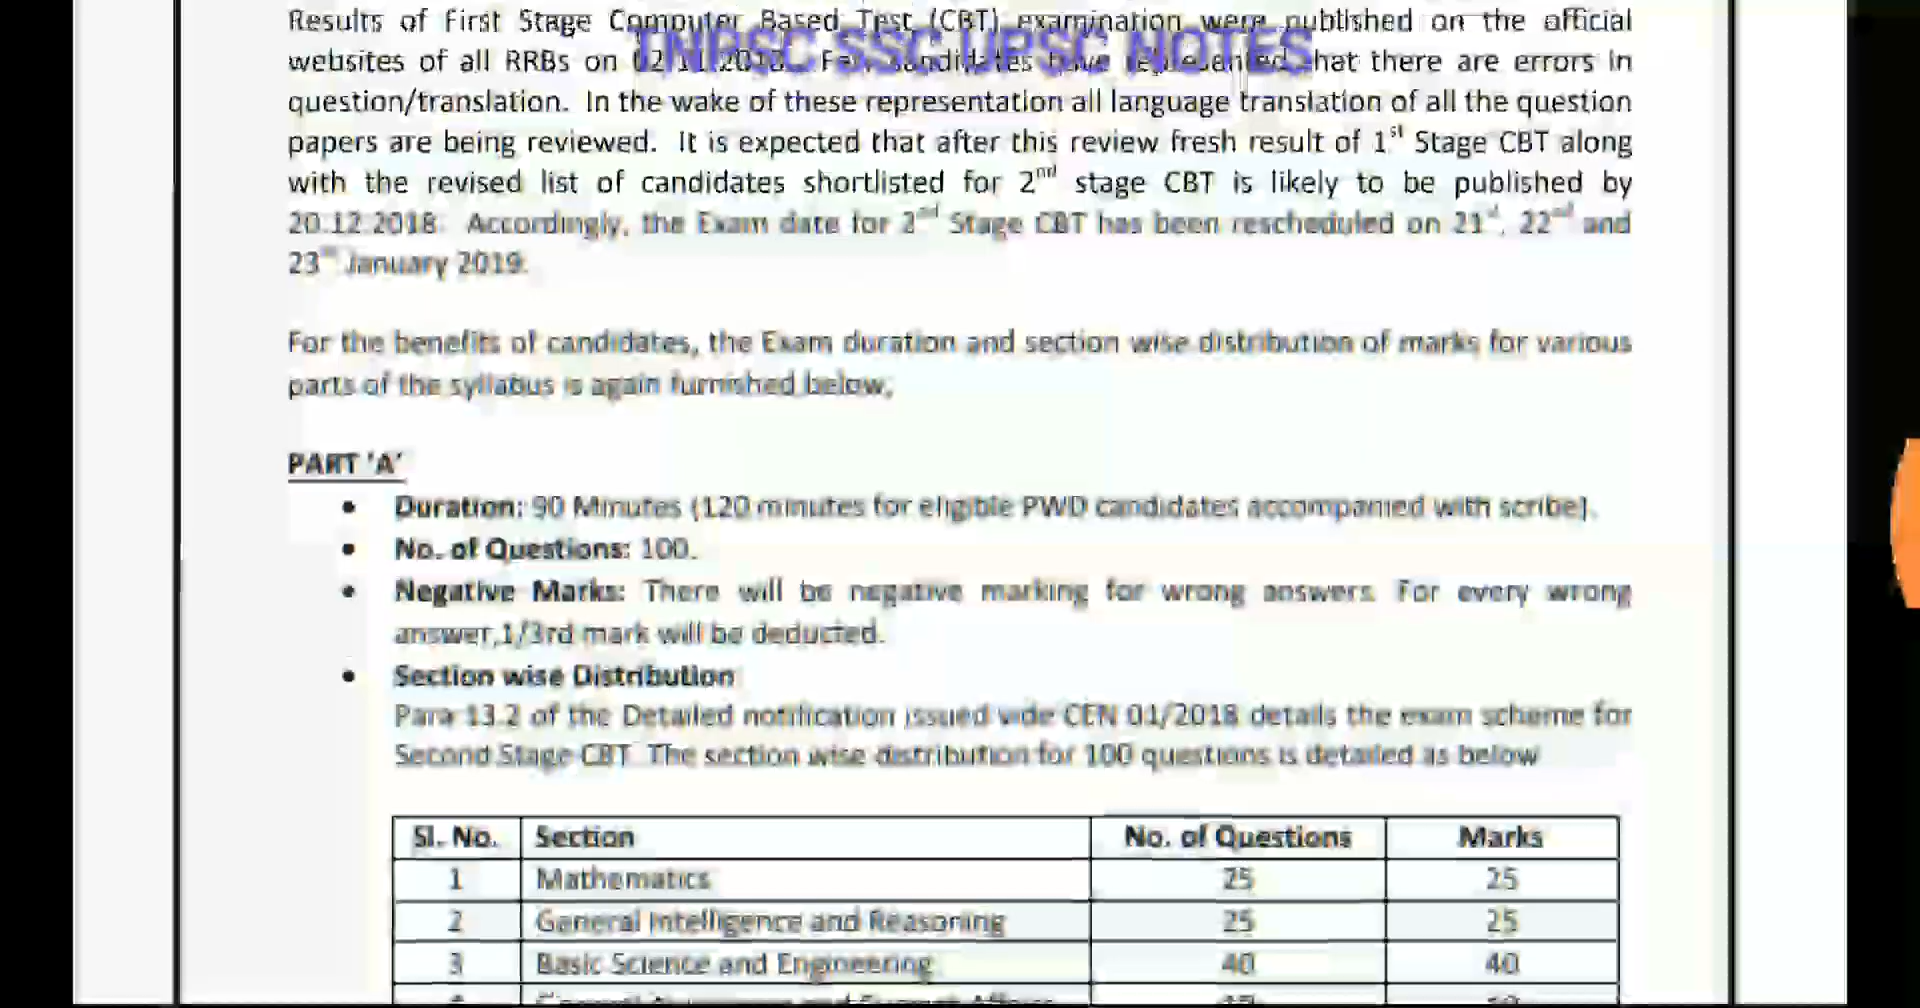 Results of First Stage Computer Based Test (CBT) examination were published on the official
TNPSC SSC UPSC NOTES
websites of all RRBs on 02.11.2018. Few candidates have represented that there are errors in
question/translation. In the wake of these representation all language translation of all the question
papers are being reviewed. It is expected that after this review fresh result of 1st Stage CBT along
with the revised list of candidates shortlisted for 2nd stage CBT is likely to be published by
20.12.2018. Accordingly, the Exam date for 2nd Stage CBT has been rescheduled on 21st, 22nd and
23rd January 2019.
For the benefits of candidates, the Exam duration and section wise distribution of marks for various
parts of the syllabus is again furnished below,
PART 'A'
• Duration: 90 Minutes (120 minutes for eligible PWD candidates accompanied with scribe).
• No. of Questions: 100.
• Negative Marks: There will be negative marking for wrong answers. For every wrong
answer,1/3rd mark will be deducted.
• Section wise Distribution
Para 13.2 of the Detailed notification issued vide CEN 01/2018 details the exam scheme for
Second Stage CBT. The section wise distribution for 100 questions is detailed as below
Sl. No. Section No. of Questions Marks
1 Mathematics 25 25
2 General Intelligence and Reasoning 25 25
3 Basic Science and Engineering 40 40